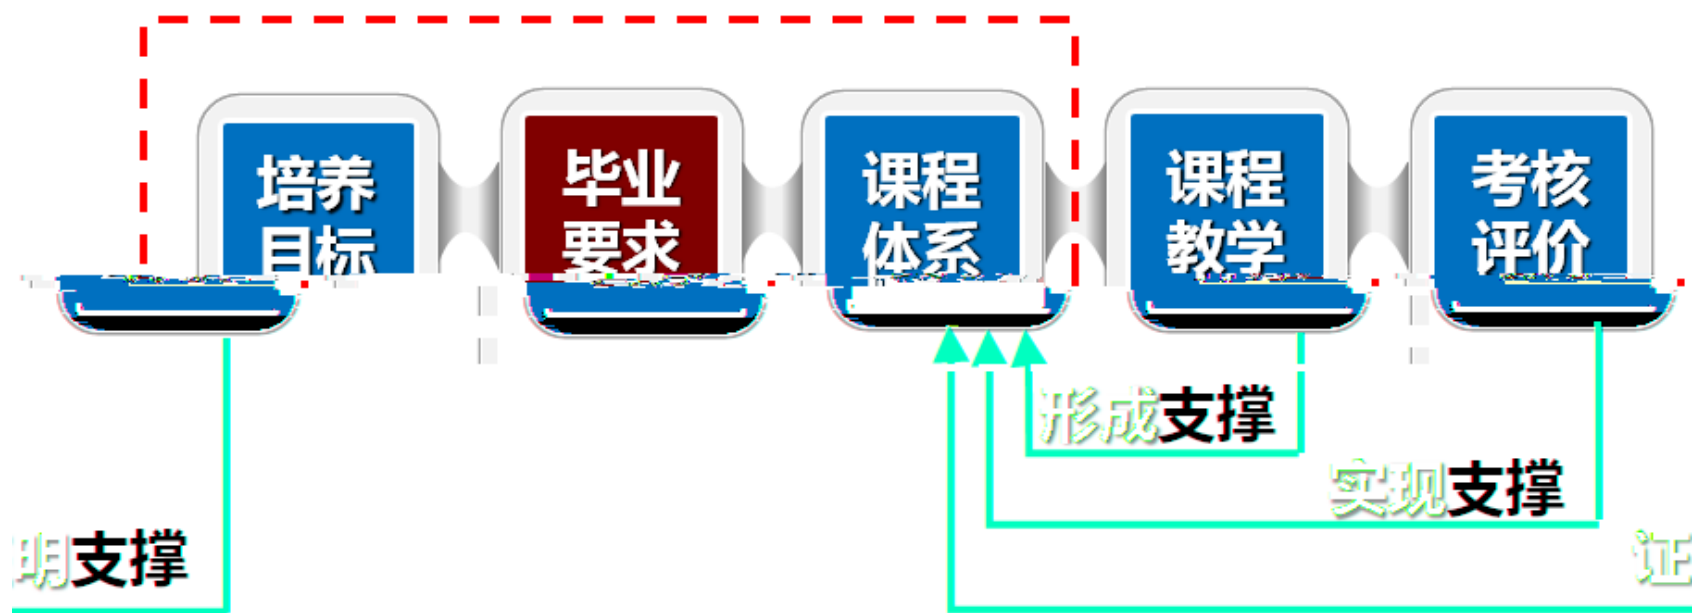 培养
目标
毕业
要求
课程
体系
课程
教学
考核
评价
形成支撑
实现支撑
证
明支撑